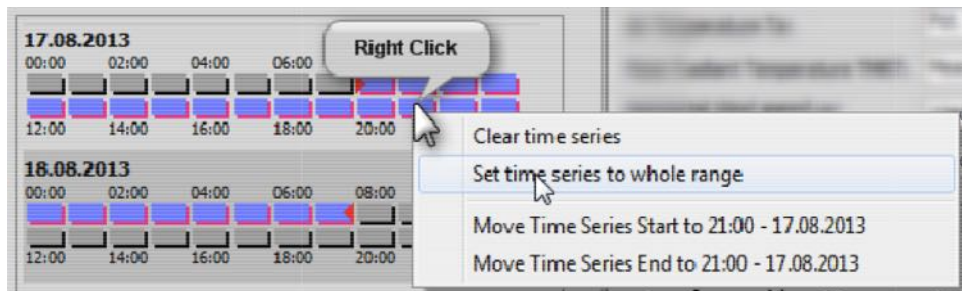 17.08.2013
00:00 02:00 04:00 06:00
Right Click
12:00 14:00 16:00 18:00 20:00
Clear time series
Set time series to whole range
Move Time Series Start to 21:00 - 17.08.2013
Move Time Series End to 21:00 - 17.08.2013
18.08.2013
00:00 02:00 04:00 06:00 08:00
12:00 14:00 16:00 18:00 20:00